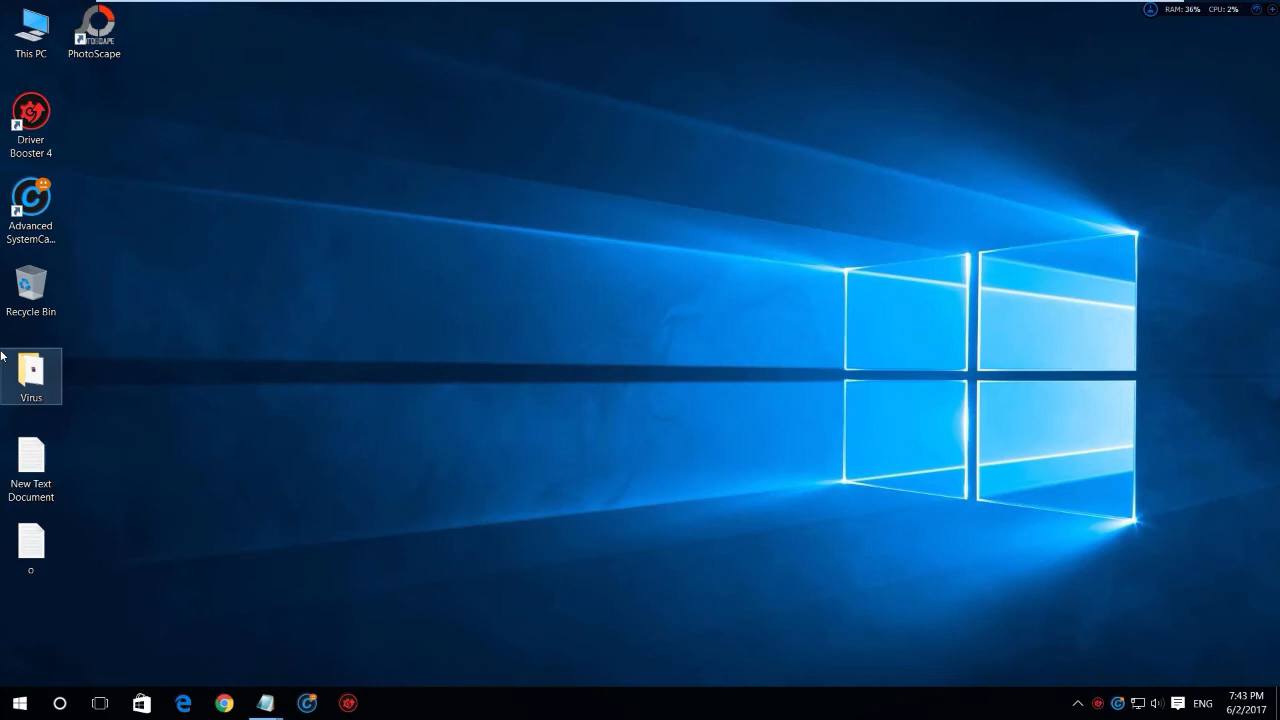 RAM: 36% CPU: 2%
This PC
PhotoScape
Driver
Booster 4
Advanced
SystemCa...
Recycle Bin
Virus
New Text
Document
o
ENG
7:43 PM
6/2/2017